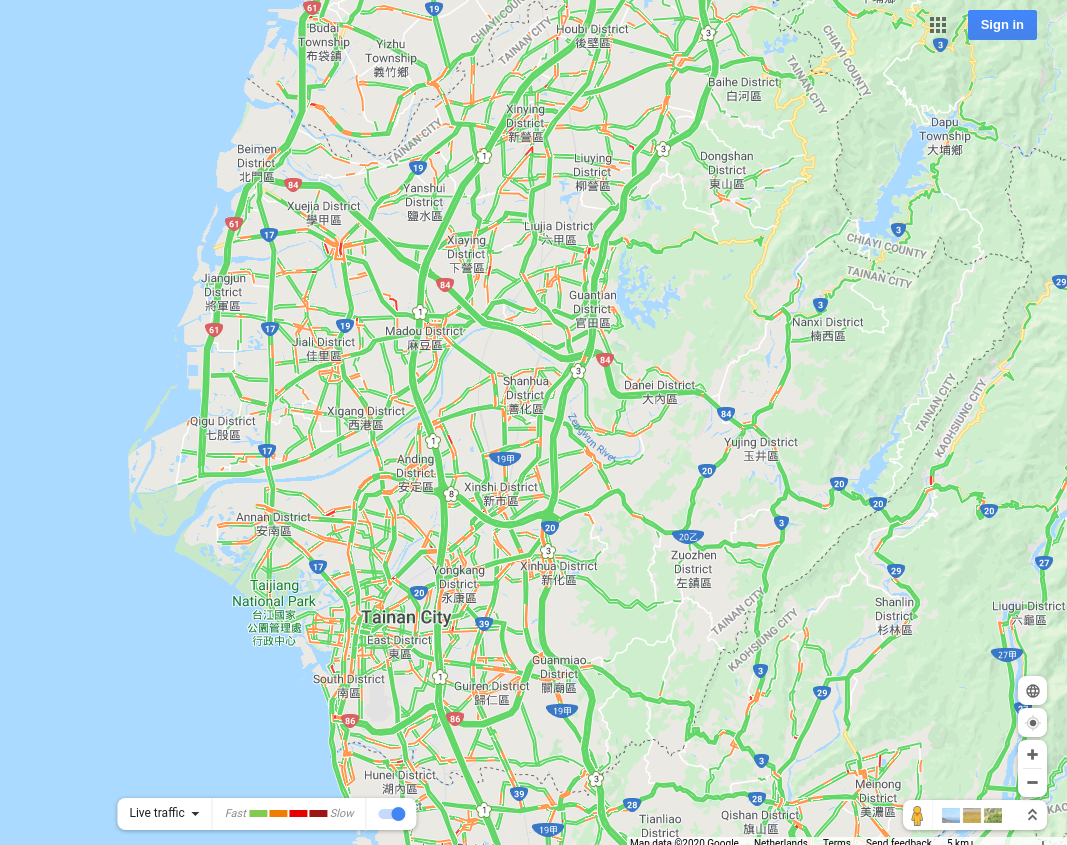 61
19
Budai
Township
布袋鎮
Yizhu
Township
義竹鄉
CHIAYI COUNTY
TAINAN CITY
Houbi District
後壁區
3
CHIAYI COUNTY
TAINAN CITY
3
Sign in
Baihe District
白河區
Xinying
District
新營區
Dapu
Township
大埔鄉
TAINAN CITY
Beimen
District
北門區
19
1
3
Liuying
District
柳營區
Dongshan
District
東山區
84
Yanshui
District
鹽水區
Xuejia District
學甲區
61
17
Liujia District
六甲區
3
CHIAYI COUNTY
TAINAN CITY
Xiaying
District
下營區
Jiangjun
District
將軍區
84
29
Guantian
District
官田區
3
1
61
17
19
Madou District
麻豆區
Nanxi District
楠西區
Jiali District
佳里區
84
3
Shanhua
District
善化區
Danei District
大內區
TAINAN CITY
KAOHSIUNG CITY
Xigang District
西港區
84
Qigu District
七股區
Zengwun River
1
Yujing District
玉井區
17
19甲
Anding
District
安定區
20
Xinshi District
新市區
8
20
20
20
Annan District
安南區
20
3
20乙
3
Zuozhen
District
左鎮區
17
Yongkang
District
永康區
Xinhua District
新化區
29
27
Taijiang
National Park
台江國家
公園管理處
行政中心
20
Tainan City
39
TAINAN CITY
KAOHSIUNG CITY
Shanlin
District
杉林區
Liugui District
六龜區
East District
東區
27甲
Guanmiao
District
關廟區
South District
南區
1
Guiren District
歸仁區
3
29
86
86
19甲
3
Hunei District
湖內區
3
39
28
28
Meinong
District
美濃區
1
19甲
Qishan District
旗山區
Tianliao
District
Live traffic
Fast
Slow
Map data ©2020 Google
Netherlands
Terms
Send feedback
5 km